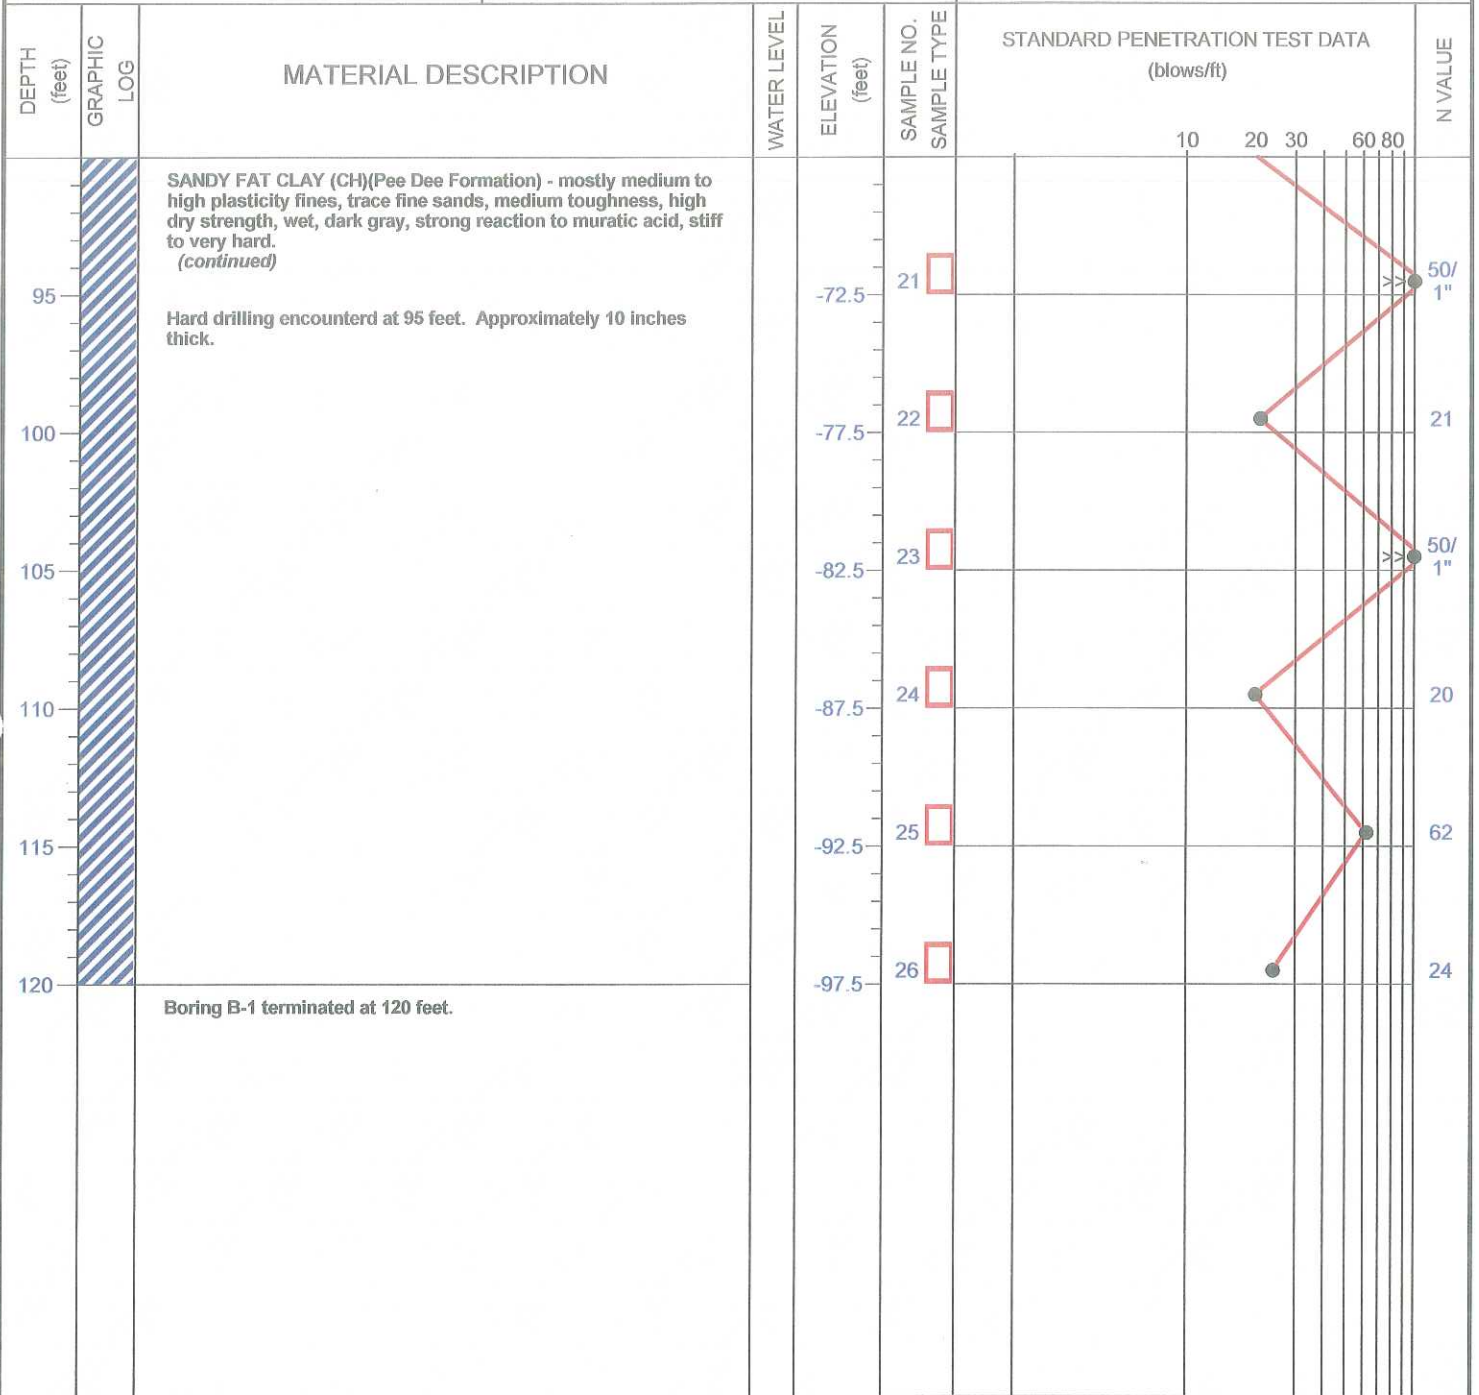 DEPTH
(feet)
GRAPHIC
LOG
MATERIAL DESCRIPTION
WATER LEVEL
ELEVATION
(feet)
SAMPLE NO.
SAMPLE TYPE
STANDARD PENETRATION TEST DATA
(blows/ft)
N VALUE
10 20 30 60 80
SANDY FAT CLAY (CH)(Pee Dee Formation) - mostly medium to
high plasticity fines, trace fine sands, medium toughness, high
dry strength, wet, dark gray, strong reaction to muratic acid, stiff
to very hard.
(continued)
21 >> 50/
1"
95 -72.5
Hard drilling encounterd at 95 feet. Approximately 10 inches
thick.
22 21
100 -77.5
23 >> 50/
1"
105 -82.5
24 20
110 -87.5
25 62
115 -92.5
26 24
120 -97.5
Boring B-1 terminated at 120 feet.